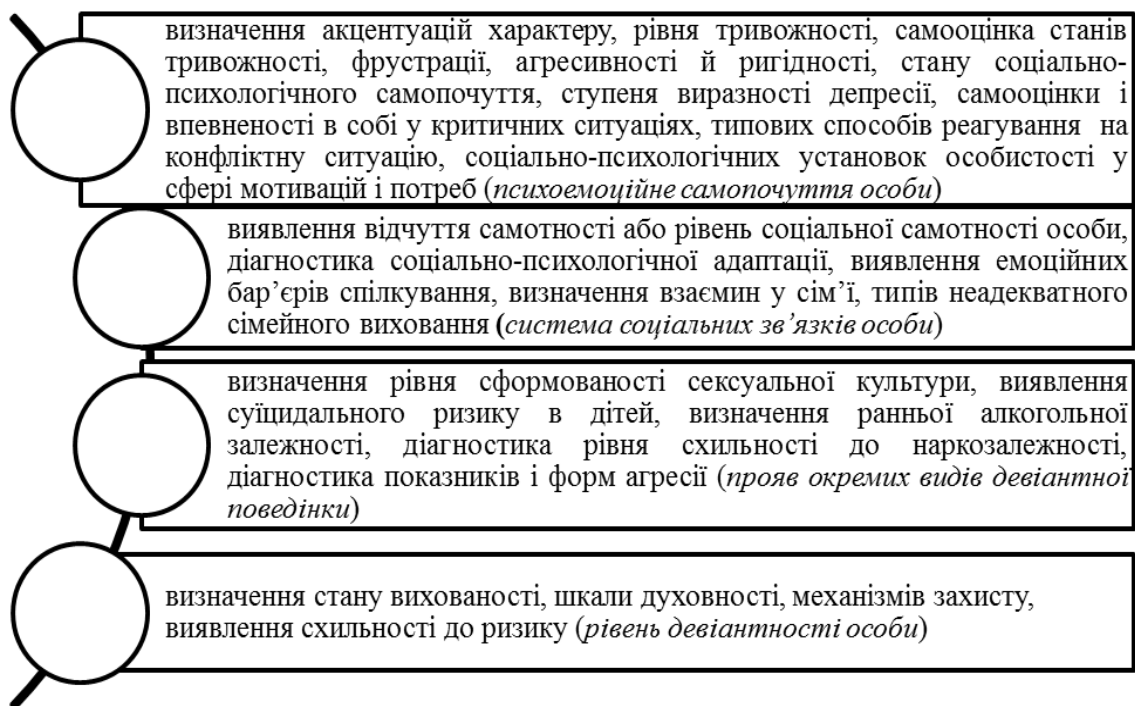 визначення акцентуацій характеру, рівня тривожності, самооцінка станів
тривожності, фрустрації, агресивності й ригідності, стану соціально-
психологічного самопочуття, ступеня виразності депресії, самооцінки і
впевненості в собі у критичних ситуаціях, типових способів реагування на
конфліктну ситуацію, соціально-психологічних установок особистості у
сфері мотивацій і потреб (психоемоційне самопочуття особи)
виявлення відчуття самотності або рівень соціальної самотності особи,
діагностика соціально-психологічної адаптації, виявлення емоційних
бар’єрів спілкування, визначення взаємин у сім’ї, типів неадекватного
сімейного виховання (система соціальних зв’язків особи)
визначення рівня сформованості сексуальної культури, виявлення
суїцидального ризику в дітей, визначення ранньої алкогольної
залежності, діагностика рівня схильності до наркозалежності,
діагностика показників і форм агресії (прояв окремих видів девіантної
поведінки)
визначення стану вихованості, шкали духовності, механізмів захисту,
виявлення схильності до ризику (рівень девіантності особи)